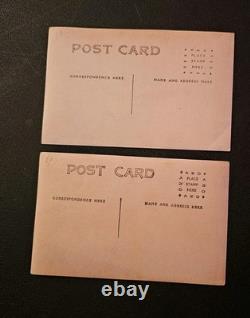 POST CARD
PLACE
STAMP
HERE
CORRESPONDENCE HERE
NAME AND ADDRESS HERE
POST CARD
PLACE
STAMP
HERE
CORRESPONDENCE HERE
NAME AND ADDRESS HERE